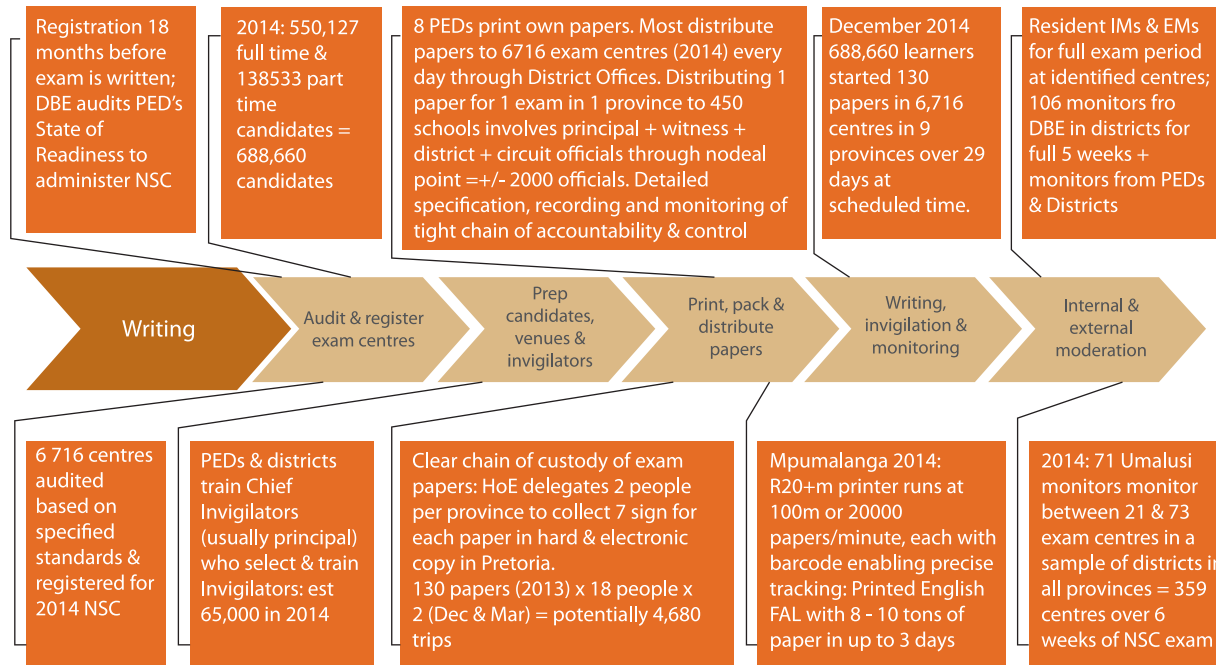 Registration 18
months before
exam is written;
DBE audits PED's
State of
Readiness to
administer NSC
2014: 550,127
full time &
138533 part
time
candidates =
688,660
candidates
8 PEDs print own papers. Most distribute
papers to 6716 exam centres (2014) every
day through District Offices. Distributing 1
paper for 1 exam in 1 province to 450
schools involves principal + witness +
district + circuit officials through nodeal
point =+/- 2000 officials. Detailed
specification, recording and monitoring of
tight chain of accountability & control
December 2014
688,660 learners
started 130
papers in 6,716
centres in 9
provinces over 29
days at
scheduled time.
Resident IMs & EMs
for full exam period
at identified centres;
106 monitors fro
DBE in districts for
full 5 weeks +
monitors from PEDs
& Districts
Writing
Audit & register
exam centres
Prep
candidates,
venues &
invigilators
Print, pack &
distribute
papers
Writing,
invigilation &
monitoring
Internal &
external
moderation
6 716 centres
audited
based on
specified
standards &
registered for
2014 NSC
PEDs & districts
train Chief
Invigilators
(usually principal)
who select & train
Invigilators: est
65,000 in 2014
Clear chain of custody of exam
papers: HoE delegates 2 people
per province to collect 7 sign for
each paper in hard & electronic
copy in Pretoria.
130 papers (2013) x 18 people x
2 (Dec & Mar) = potentially 4,680
trips
Mpumalanga 2014:
R20+m printer runs at
100m or 20000
papers/minute, each with
barcode enabling precise
tracking: Printed English
FAL with 8 - 10 tons of
paper in up to 3 days
2014: 71 Umalusi
monitors monitor
between 21 & 73
exam centres in a
sample of districts in
all provinces = 359
centres over 6
weeks of NSC exam